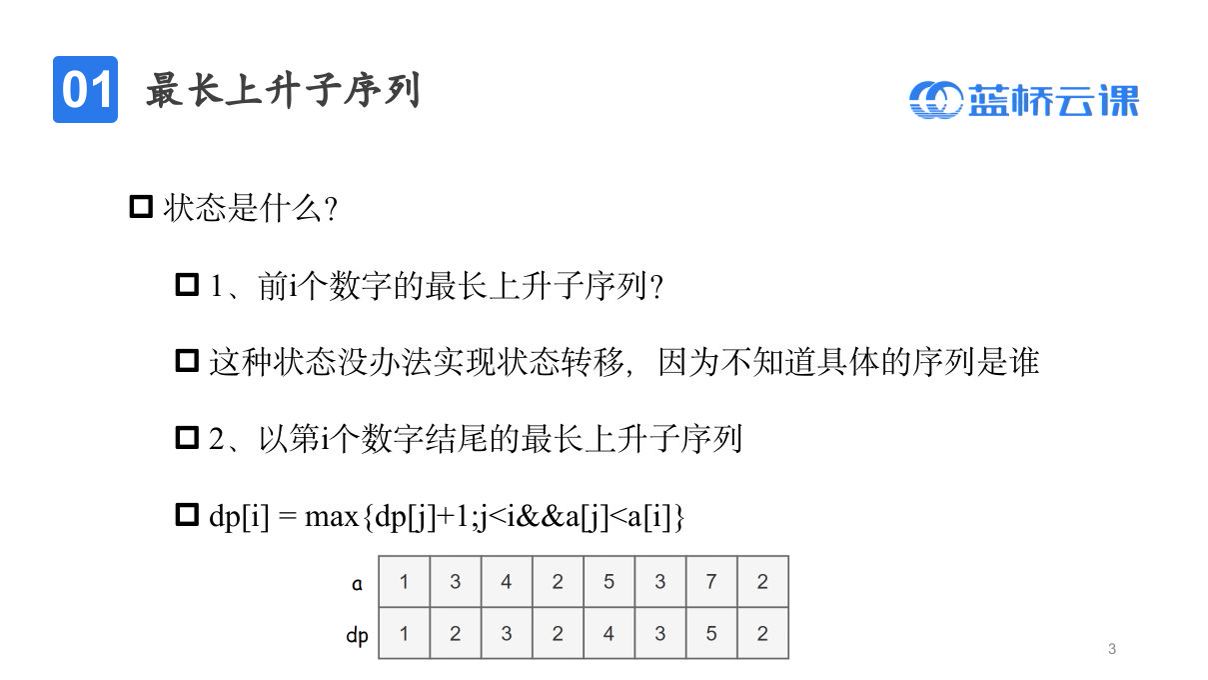 01 最长上升子序列
蓝桥云课
状态是什么?
1、前i个数字的最长上升子序列?
这种状态没办法实现状态转移，因为不知道具体的序列是谁
2、以第i个数字结尾的最长上升子序列
dp[i] = max{dp[j]+1;j<i&&a[j]<a[i]}
a 1 3 4 2 5 3 7 2
dp 1 2 3 2 4 3 5 2
3